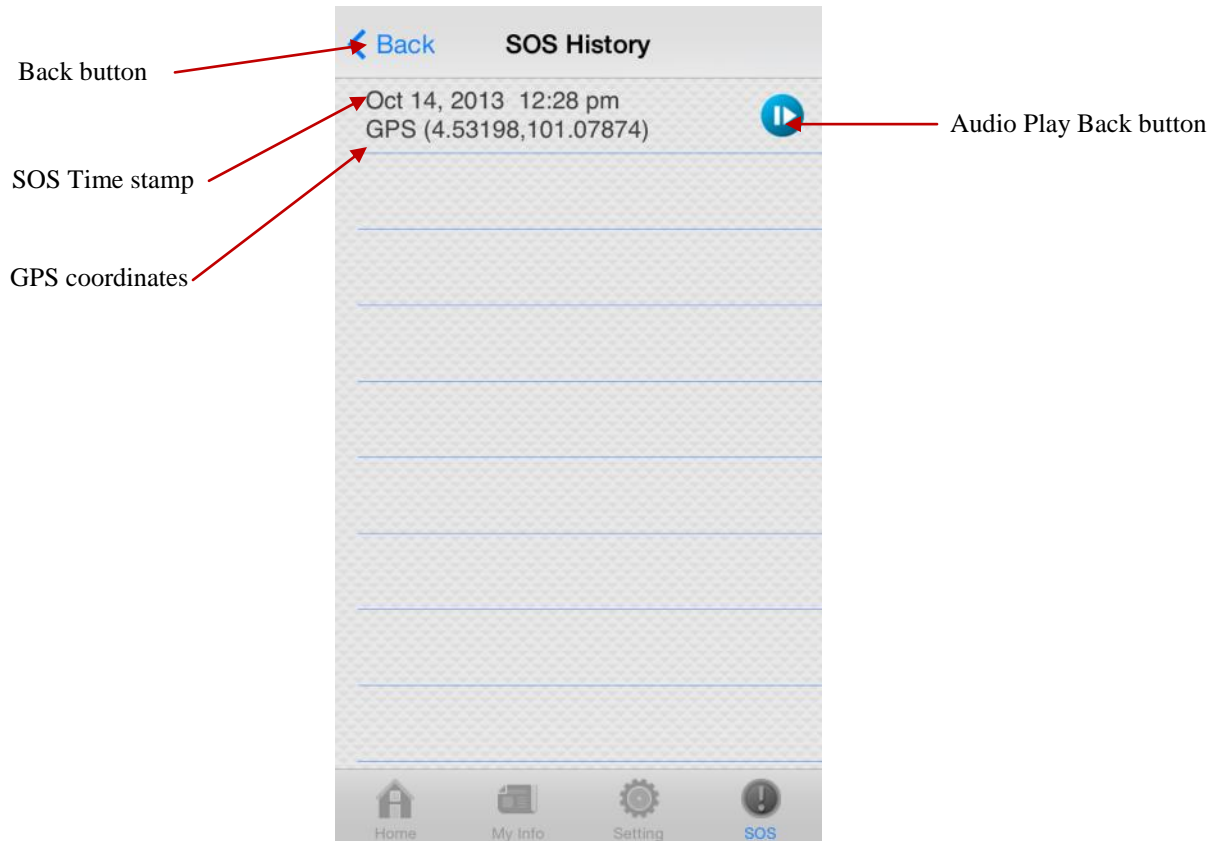 Back
SOS History
Back button
Oct 14, 2013 12:28 pm
GPS (4.53198,101.07874)
Audio Play Back button
SOS Time stamp
GPS coordinates
Home
My Info
Setting
SOS